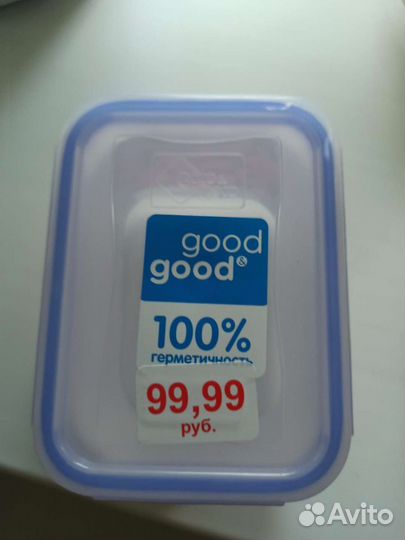 good
good&
100%
герметичность
99,99
руб.
Avito